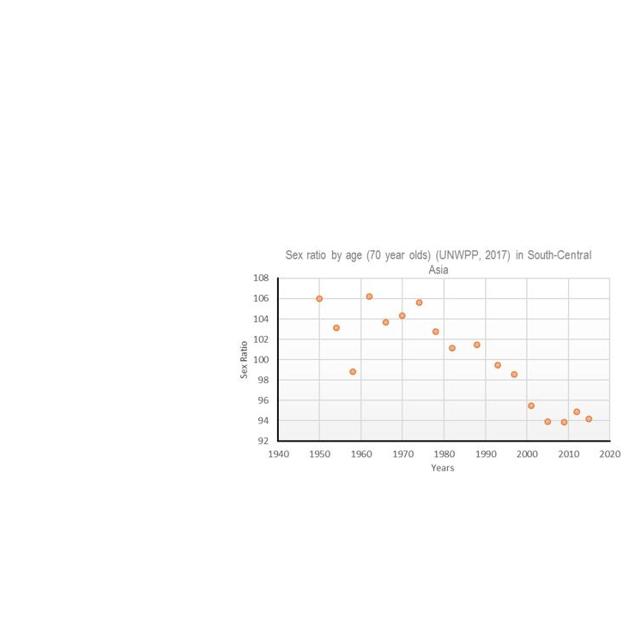 Sex ratio by age (70 year olds) (UNWPP, 2017) in South-Central
Asia
108
106
104
102
100
98
96
94
92
Sex Ratio
1940 1950 1960 1970 1980 1990 2000 2010 2020
Years